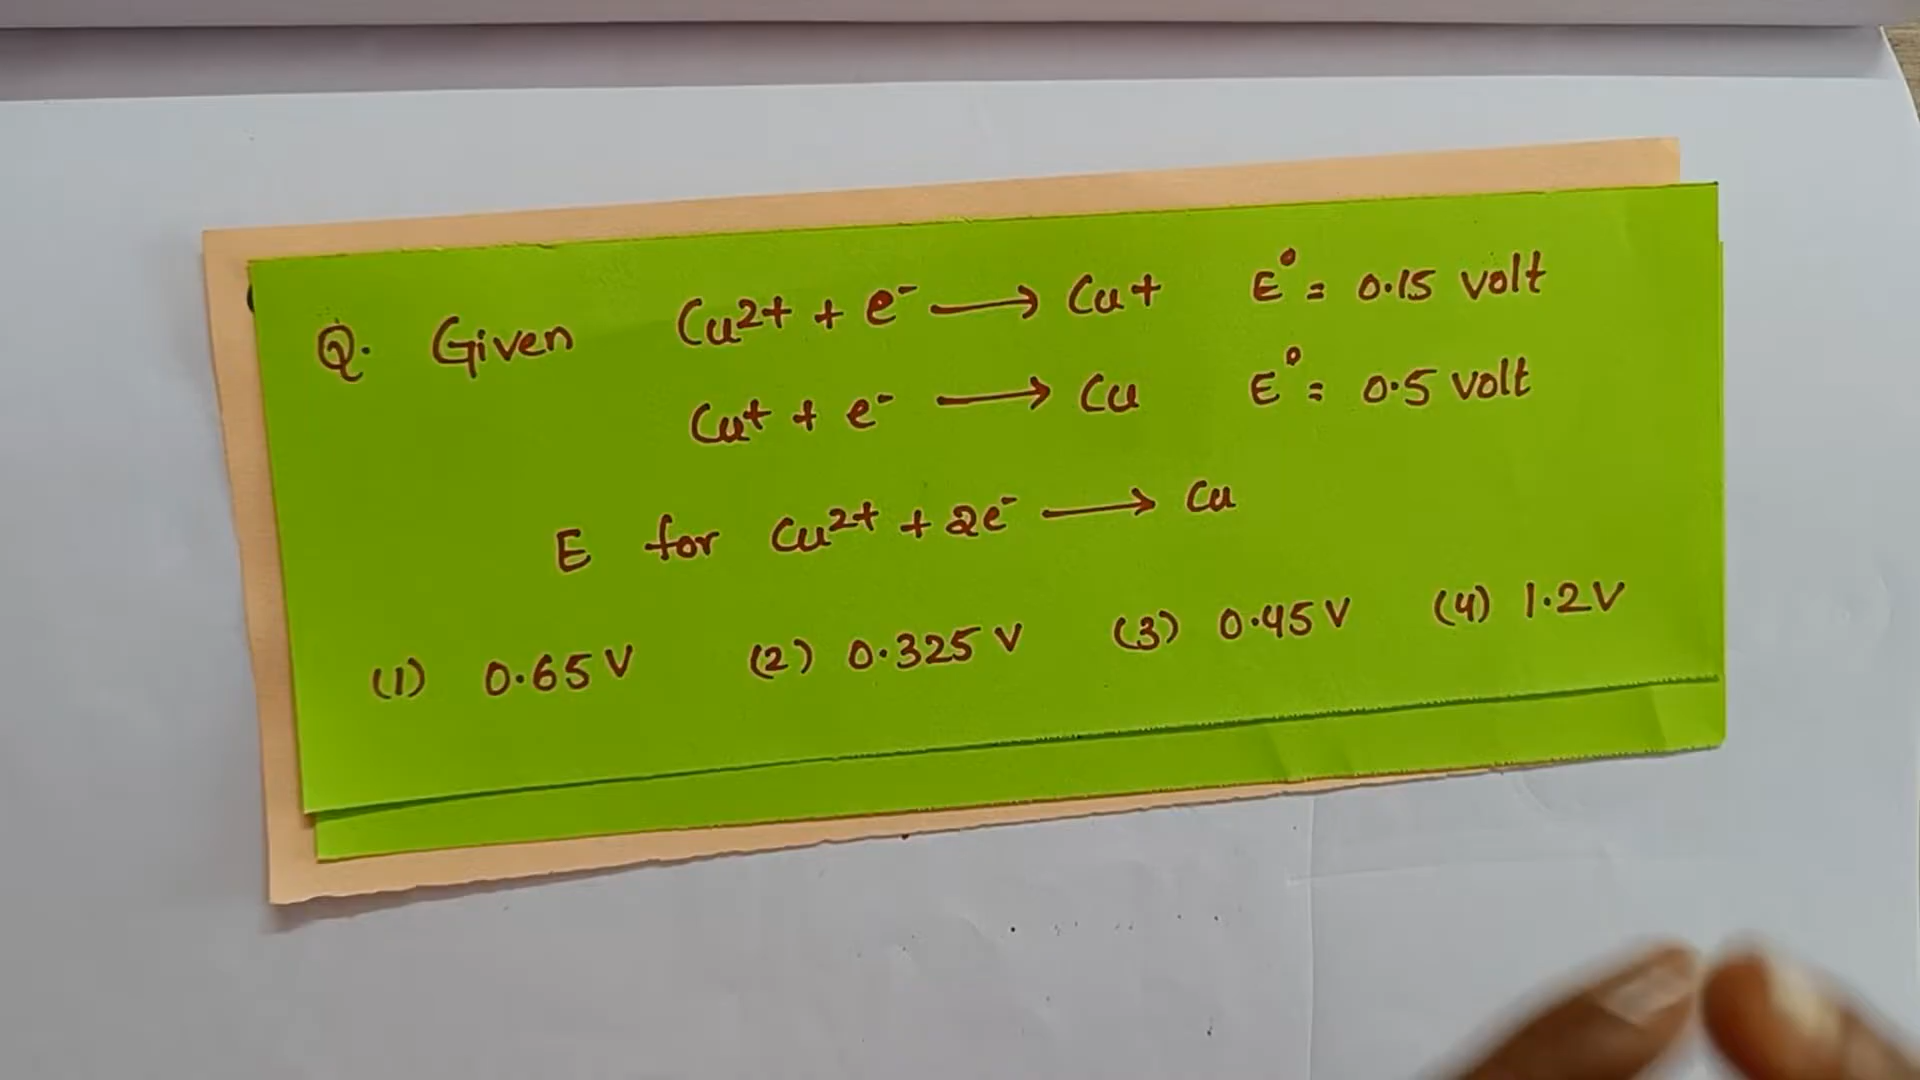 Q. Given Cu2+ + e- ⟶ Cu+ E° = 0.15 volt
Cu+ + e- ⟶ Cu E° = 0.5 volt
E for Cu2+ + 2e- ⟶ Cu
(1) 0.65 V (2) 0.325 V (3) 0.45 V (4) 1.2 V